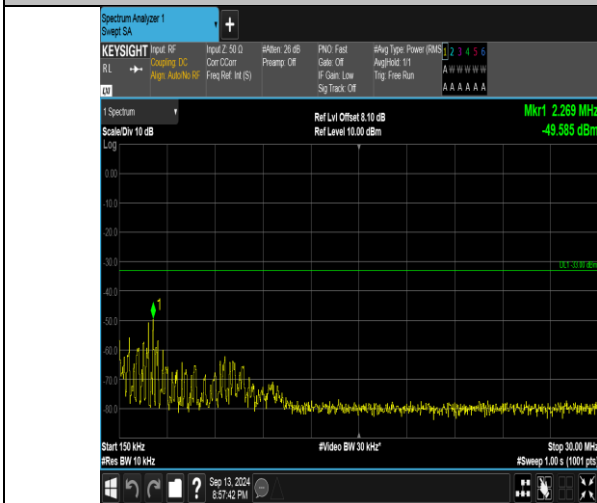 Spectrum Analyzer 1
Swept SA
+
KEYSIGHT
RL
Input: RF
Coupling: DC
Align: Auto/No RF
Input Z: 50 Ω
Corr CCorr
Freq Ref: Int (S)
#Atten: 26 dB
Preamp: Off
PNO: Fast
Gate: Off
IF Gain: Low
Sig Track: Off
#Avg Type: Power (RMS)
Avg|Hold: 1/1
Trig: Free Run
1 2 3 4 5 6
A W W W W W
A A A A A A
1 Spectrum
Scale/Div 10 dB
Log
Ref Lvl Offset 8.10 dB
Ref Level 10.00 dBm
Mkr1 2.269 MHz
-49.585 dBm
0.00
-10.0
-20.0
-30.0
DL1 -33.00 dBm
-40.0
1
-50.0
-60.0
-70.0
-80.0
Start 150 kHz
#Res BW 10 kHz
#Video BW 30 kHz*
Stop 30.00 MHz
#Sweep 1.00 s (1001 pts)
?
Sep 13, 2024
8:57:42 PM